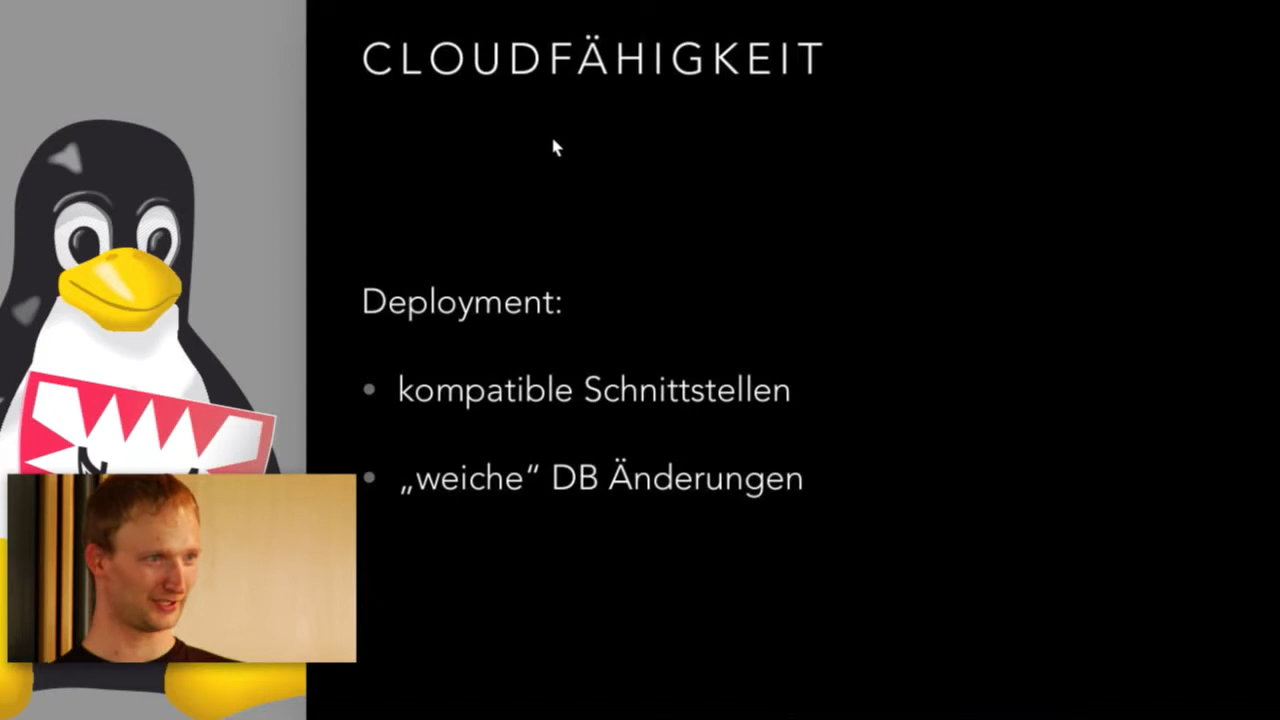 CLOUDFÄHIGKEIT
Deployment:
• kompatible Schnittstellen
• „weiche“ DB Änderungen